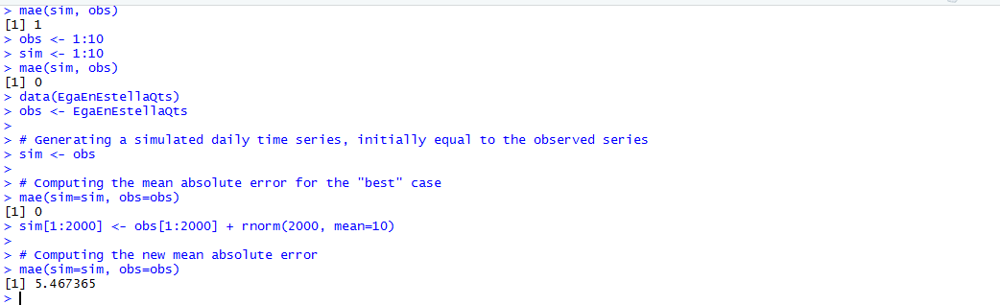 > mae(sim, obs)
[1] 1
> obs <- 1:10
> sim <- 1:10
> mae(sim, obs)
[1] 0
> data(EgaEnEstellaQts)
> obs <- EgaEnEstellaQts
>
> # Generating a simulated daily time series, initially equal to the observed series
> sim <- obs
>
> # Computing the mean absolute error for the "best" case
> mae(sim=sim, obs=obs)
[1] 0
> sim[1:2000] <- obs[1:2000] + rnorm(2000, mean=10)
>
> # Computing the new mean absolute error
> mae(sim=sim, obs=obs)
[1] 5.467365
>